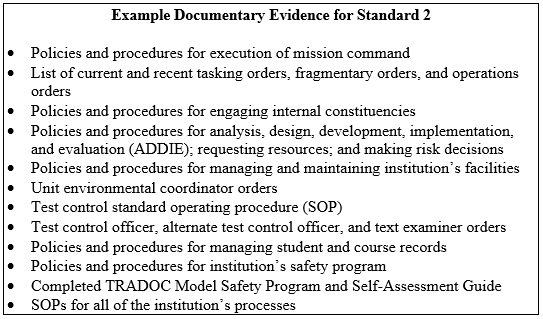 Example Documentary Evidence for Standard 2
• Policies and procedures for execution of mission command
• List of current and recent tasking orders, fragmentary orders, and operations
orders
• Policies and procedures for engaging internal constituencies
• Policies and procedures for analysis, design, development, implementation,
and evaluation (ADDIE); requesting resources; and making risk decisions
• Policies and procedures for managing and maintaining institution's facilities
• Unit environmental coordinator orders
• Test control standard operating procedure (SOP)
• Test control officer, alternate test control officer, and text examiner orders
• Policies and procedures for managing student and course records
• Policies and procedures for institution's safety program
• Completed TRADOC Model Safety Program and Self-Assessment Guide
• SOPs for all of the institution's processes